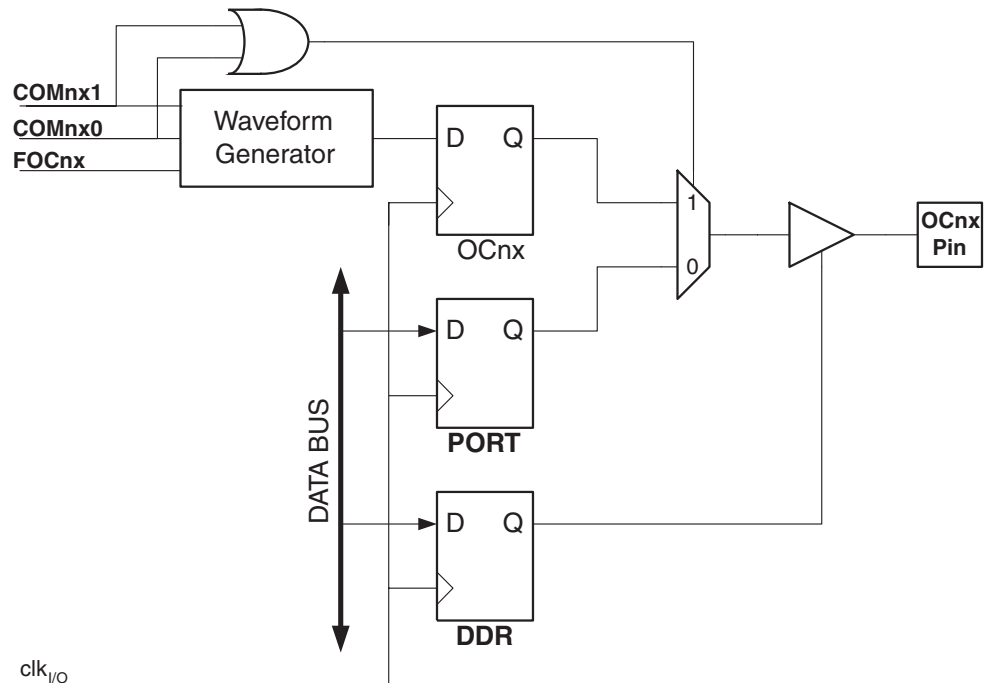 COMnx1
COMnx0
FOCnx
Waveform
Generator
D Q
OCnx
1
0
OCnx
Pin
D Q
PORT
DATA BUS
D Q
DDR
clkI/O